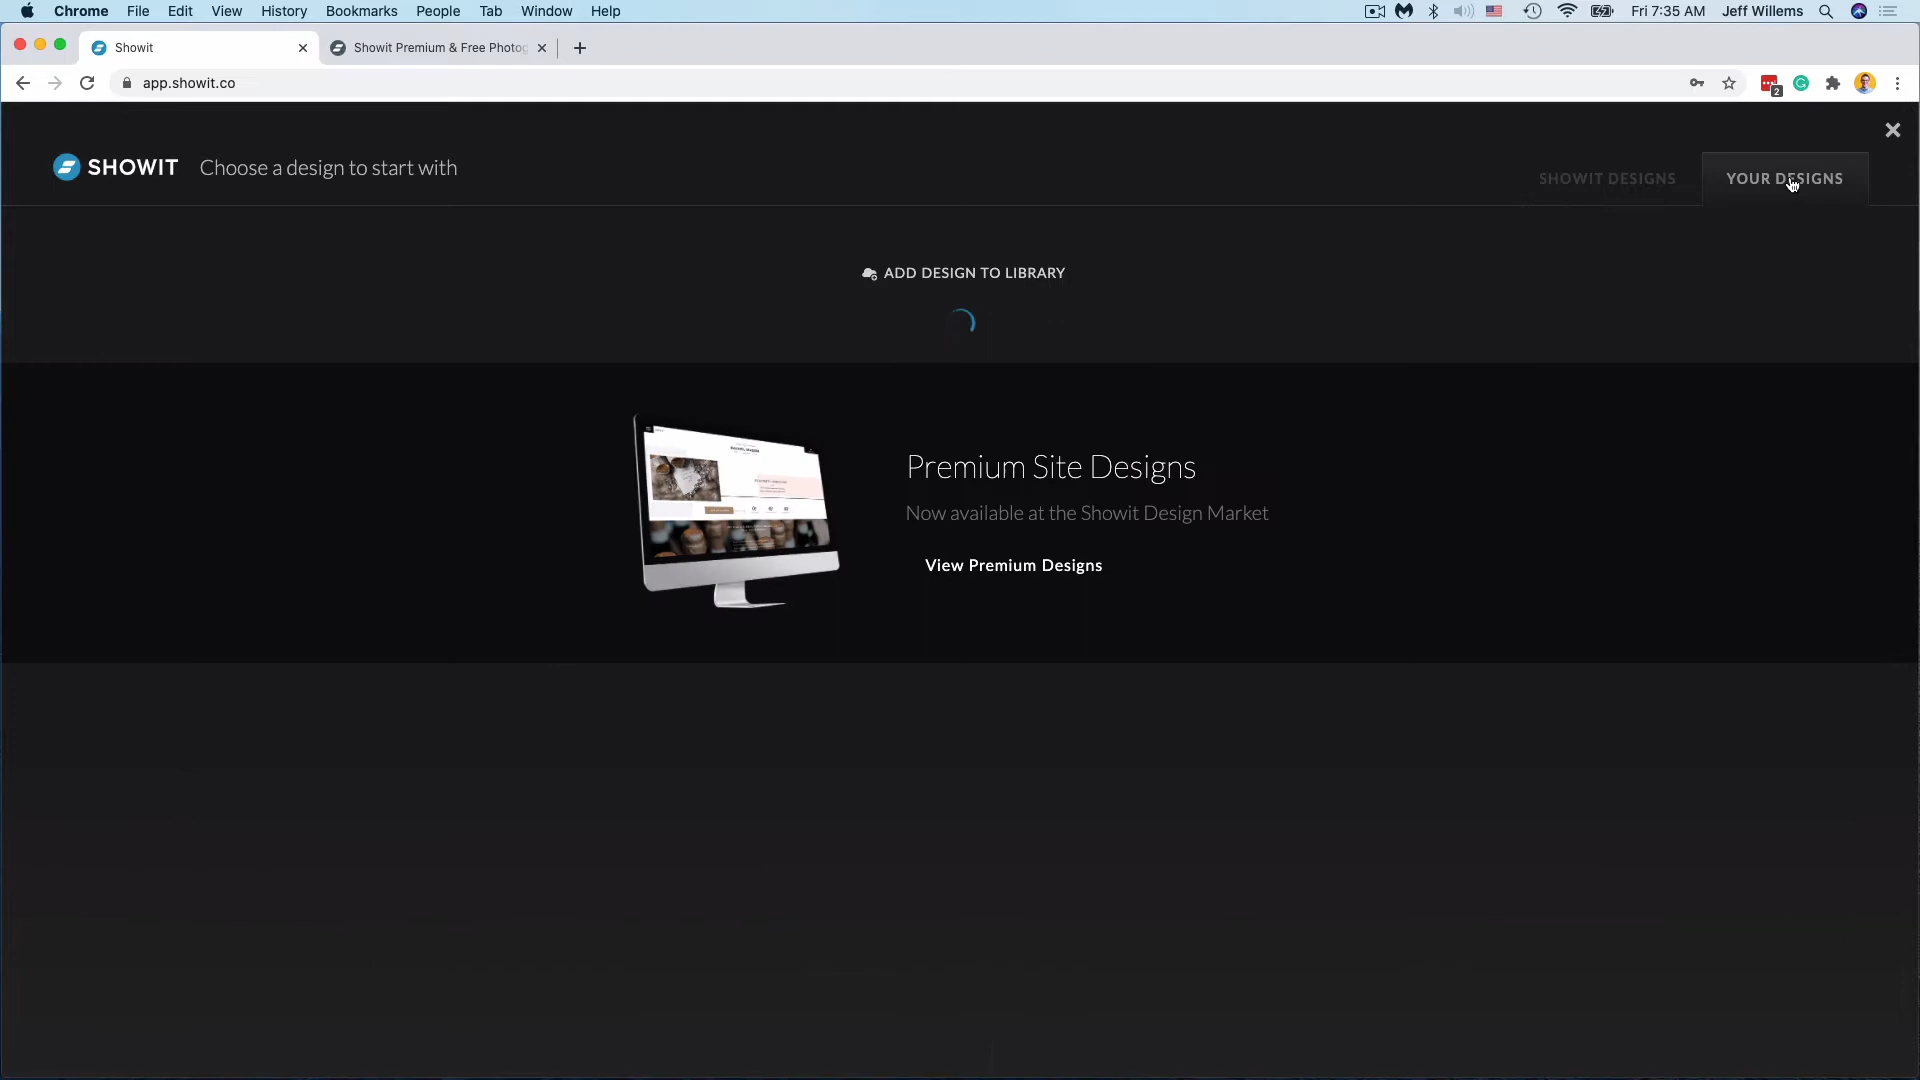 Chrome File Edit View History Bookmarks People Tab Window Help
Fri 7:35 AM Jeff Willems
Showit
Showit Premium & Free Photog
app.showit.co
2
SHOWIT Choose a design to start with
SHOWIT DESIGNS
YOUR DESIGNS
ADD DESIGN TO LIBRARY
Premium Site Designs
Now available at the Showit Design Market
View Premium Designs